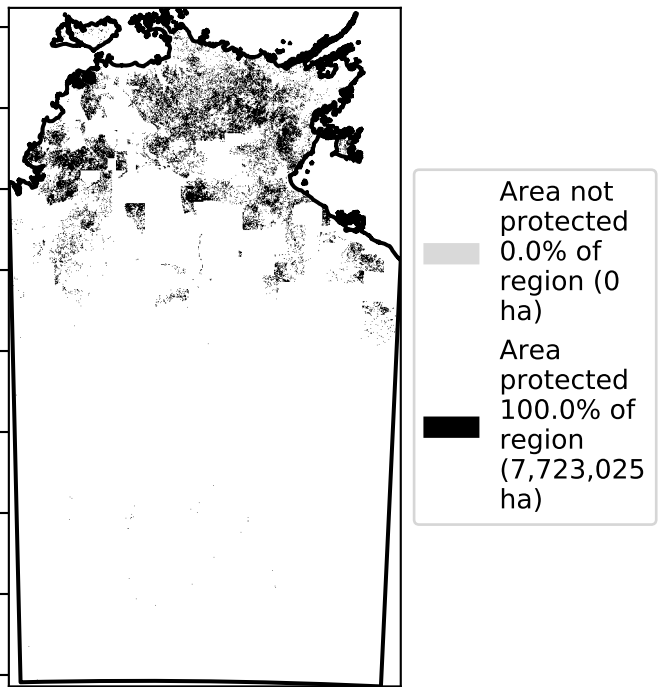 Area not
protected
0.0% of
region (0
ha)
Area
protected
100.0% of
region
(7,723,025
ha)